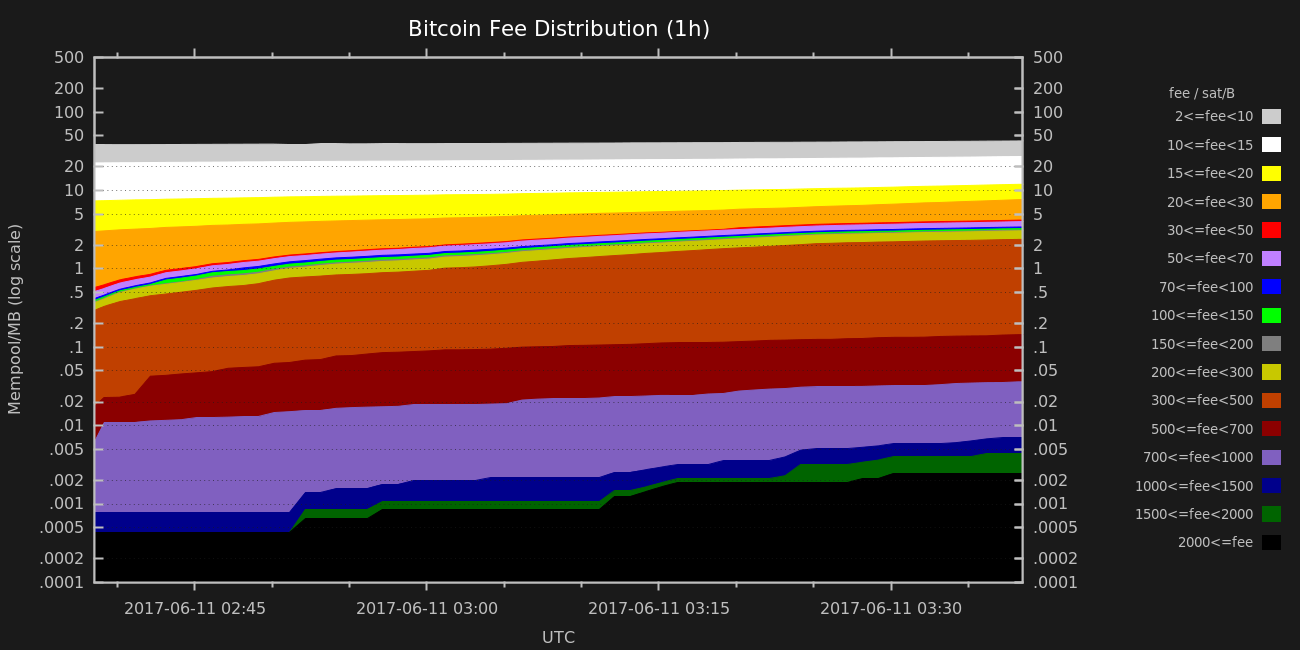 Bitcoin Fee Distribution (1h)
500 500
200 200
100 100
50 50
20 20
10 10
5 5
2 2
1 1
.5 .5
.2 .2
.1 .1
.05 .05
.02 .02
.01 .01
.005 .005
.002 .002
.001 .001
.0005 .0005
.0002 .0002
.0001 .0001
Mempool/MB (log scale)
2017-06-11 02:45 2017-06-11 03:00 2017-06-11 03:15 2017-06-11 03:30
UTC
fee / sat/B
2<=fee<10
10<=fee<15
15<=fee<20
20<=fee<30
30<=fee<50
50<=fee<70
70<=fee<100
100<=fee<150
150<=fee<200
200<=fee<300
300<=fee<500
500<=fee<700
700<=fee<1000
1000<=fee<1500
1500<=fee<2000
2000<=fee